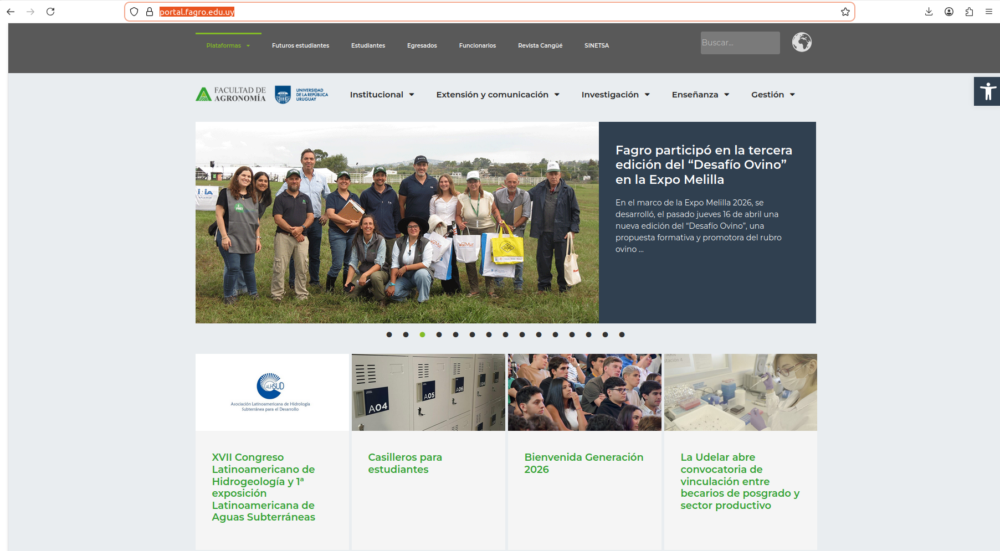 portal.fagro.edu.uy
Plataformas
Futuros estudiantes
Estudiantes
Egresados
Funcionarios
Revista Cangüé
SINETSA
Buscar...
FACULTAD DE
AGRONOMÍA
UNIVERSIDAD
DE LA REPÚBLICA
URUGUAY
Institucional
Extensión y comunicación
Investigación
Enseñanza
Gestión
Fagro participó en la tercera
edición del “Desafío Ovino”
en la Expo Melilla
En el marco de la Expo Melilla 2026, se
desarrolló, el pasado jueves 16 de abril una
nueva edición del “Desafío Ovino”, una
propuesta formativa y promotora del rubro
ovino ...
ALHSUD
Asociación Latinoamericana de Hidrología
Subterránea para el Desarrollo
A04
A05
A06
B04
XVII Congreso
Latinoamericano de
Hidrogeología y 1ª
exposición
Latinoamericana de
Aguas Subterráneas
Casilleros para
estudiantes
Bienvenida Generación
2026
La Udelar abre
convocatoria de
vinculación entre
becarios de posgrado y
sector productivo